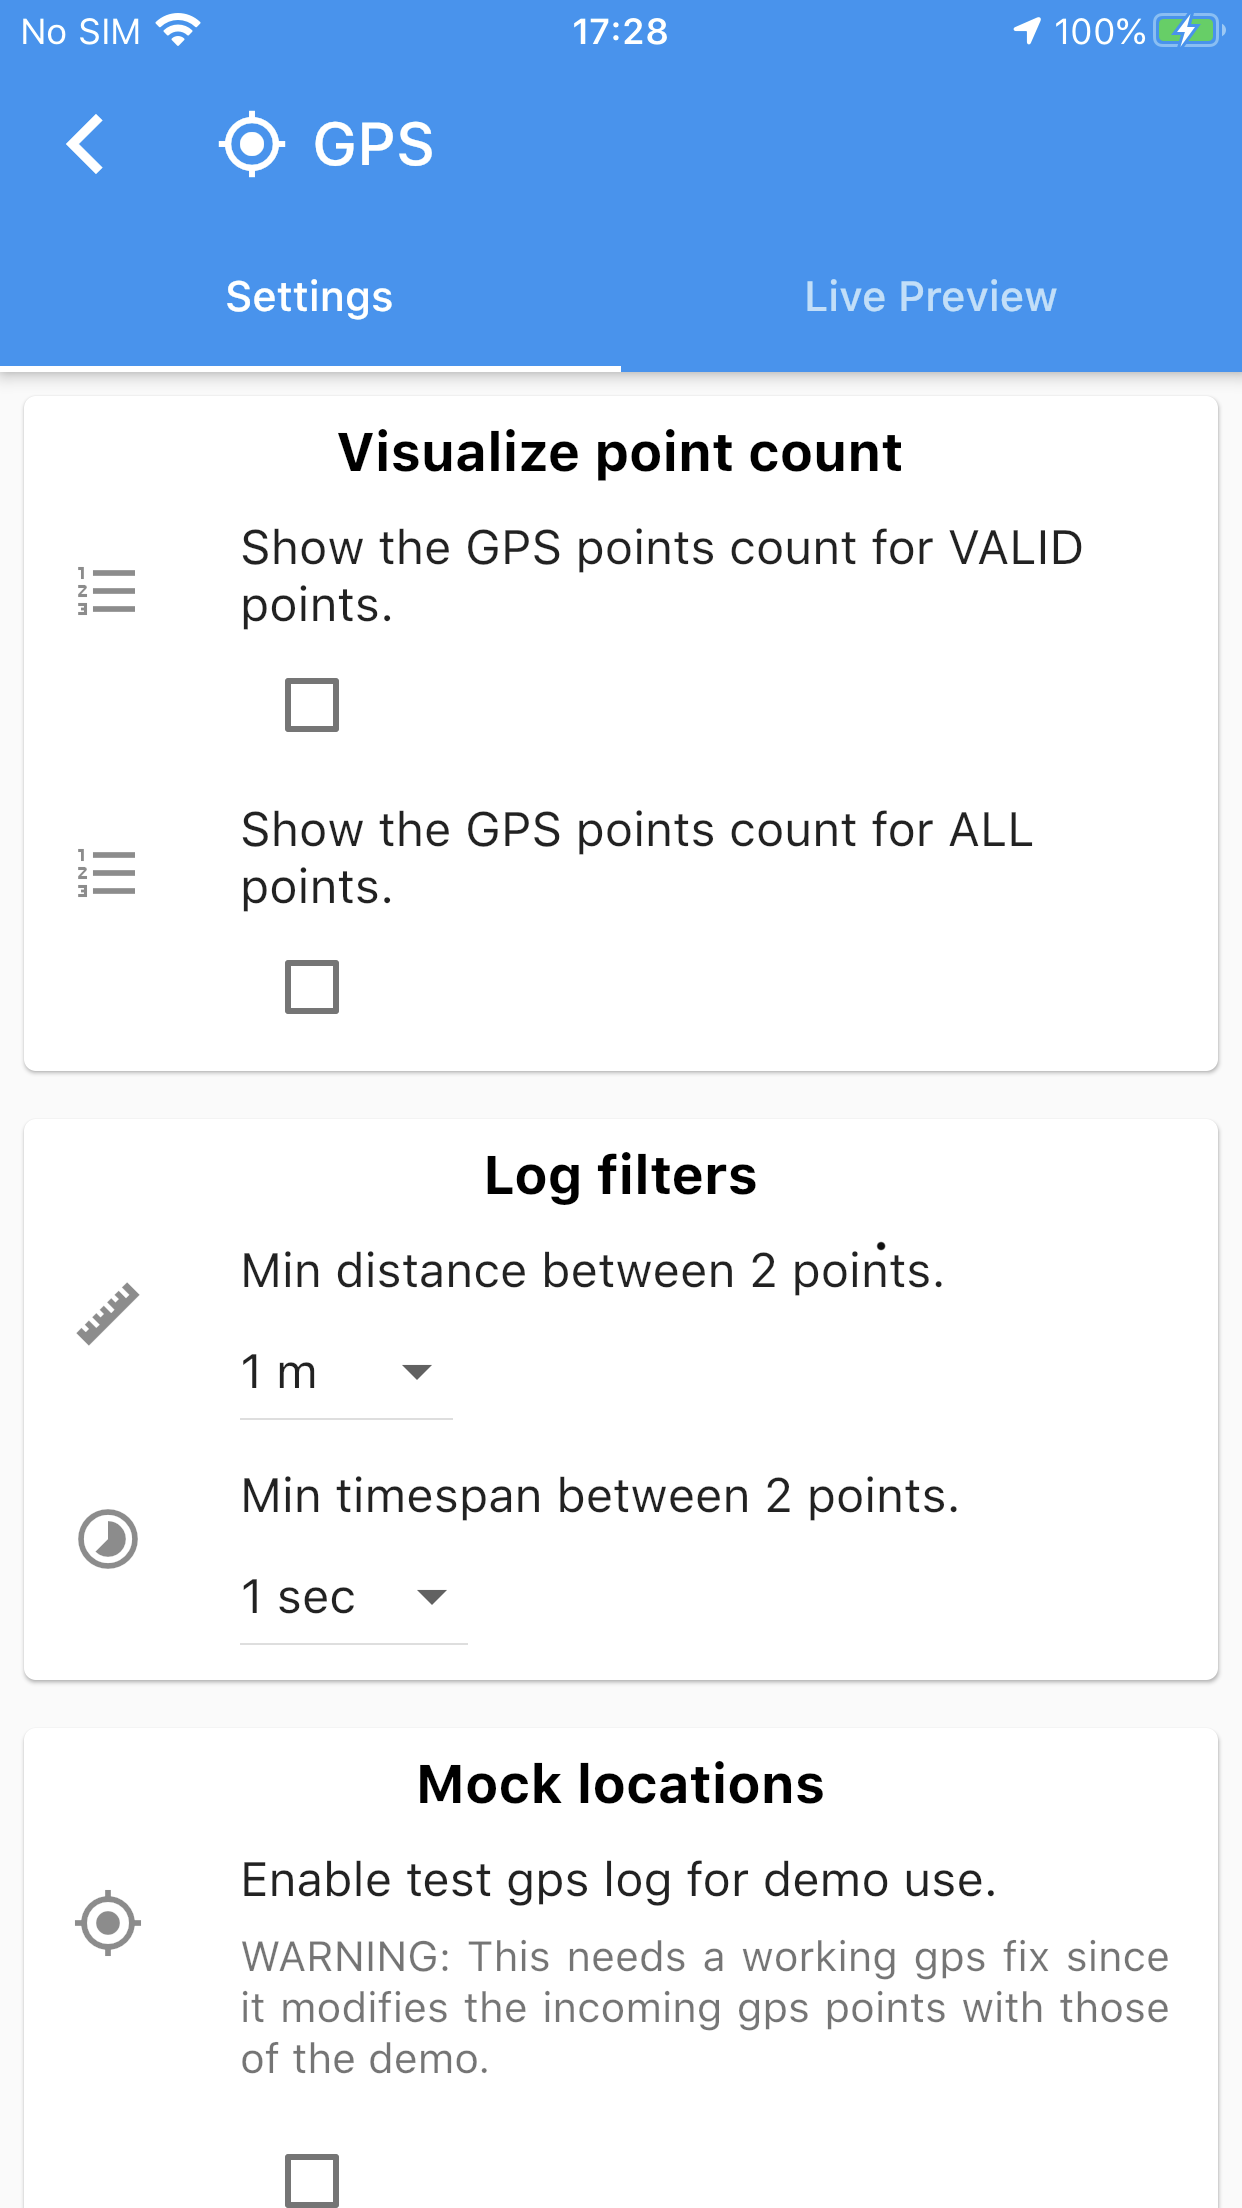 No SIM 17:28 100%
GPS
Settings Live Preview
Visualize point count
Show the GPS points count for VALID
points.
Show the GPS points count for ALL
points.
Log filters
Min distance between 2 points.
1 m
Min timespan between 2 points.
1 sec
Mock locations
Enable test gps log for demo use.
WARNING: This needs a working gps fix since
it modifies the incoming gps points with those
of the demo.